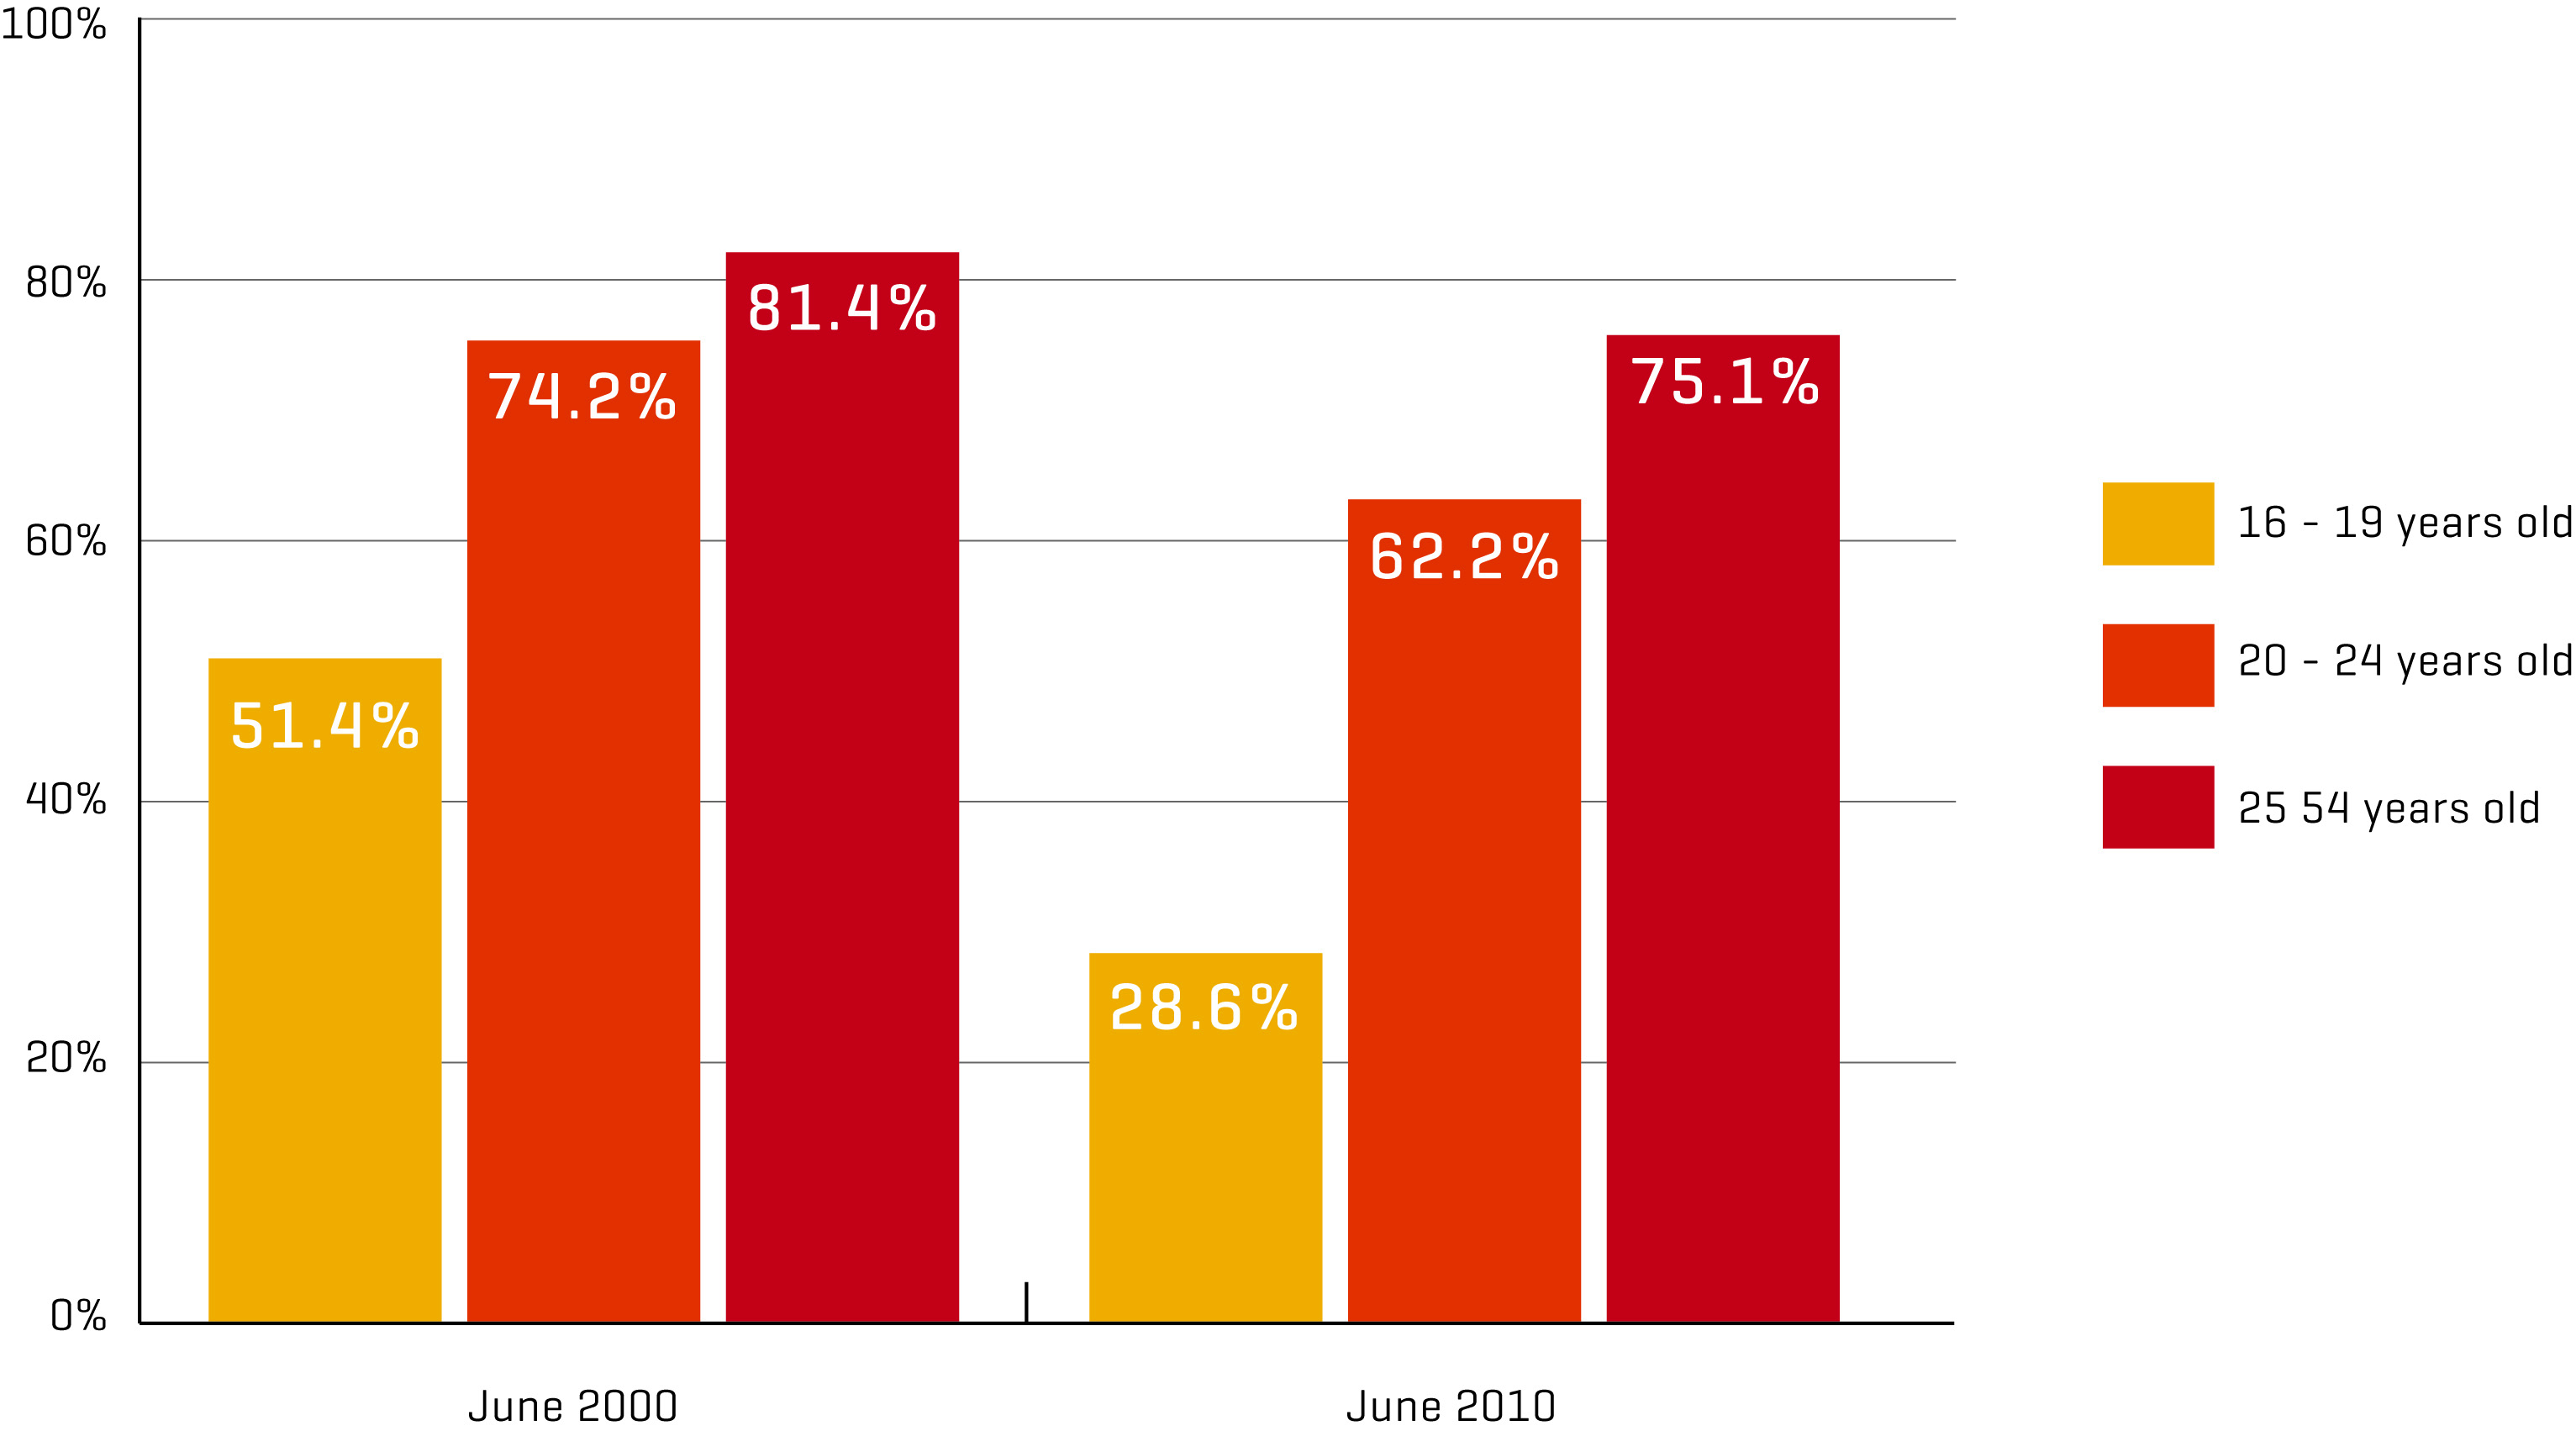 100%
80%
60%
40%
20%
0%
51.4%
74.2%
81.4%
28.6%
62.2%
75.1%
June 2000
June 2010
16 - 19 years old
20 - 24 years old
25 54 years old